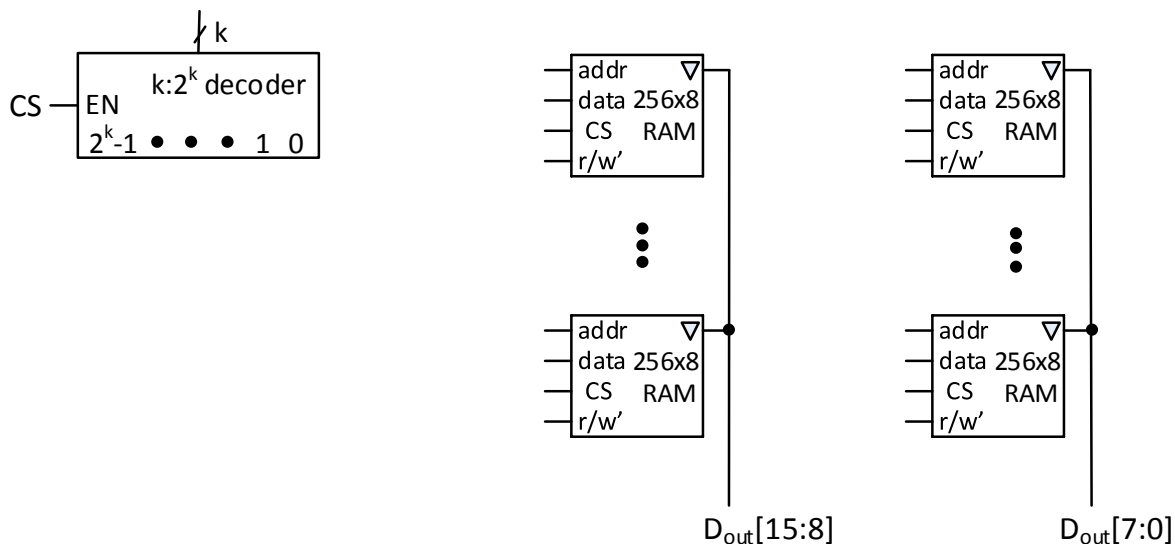 k
k:2^k decoder
CS
EN
2^k-1 • • • 1 0
addr
data 256x8
CS RAM
r/w’
addr
data 256x8
CS RAM
r/w’
addr
data 256x8
CS RAM
r/w’
addr
data 256x8
CS RAM
r/w’
D_out[15:8]
D_out[7:0]